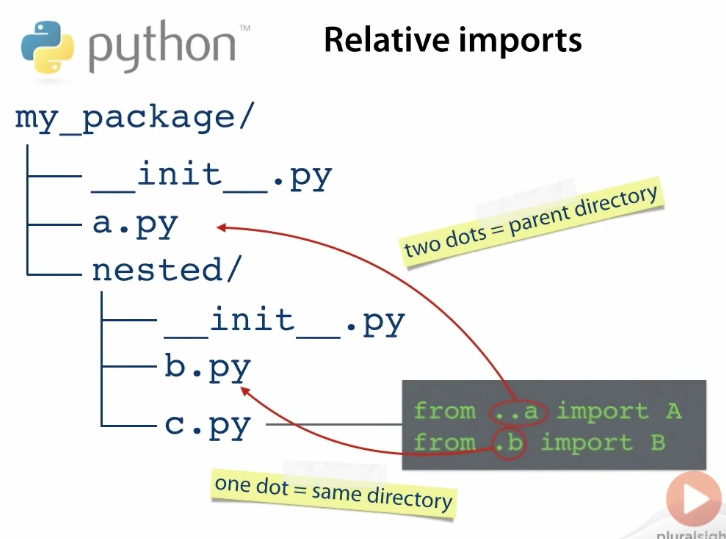 python™
Relative imports
my_package/
__init__.py
a.py
nested/
__init__.py
b.py
c.py
two dots = parent directory
from ..a import A
from .b import B
one dot = same directory